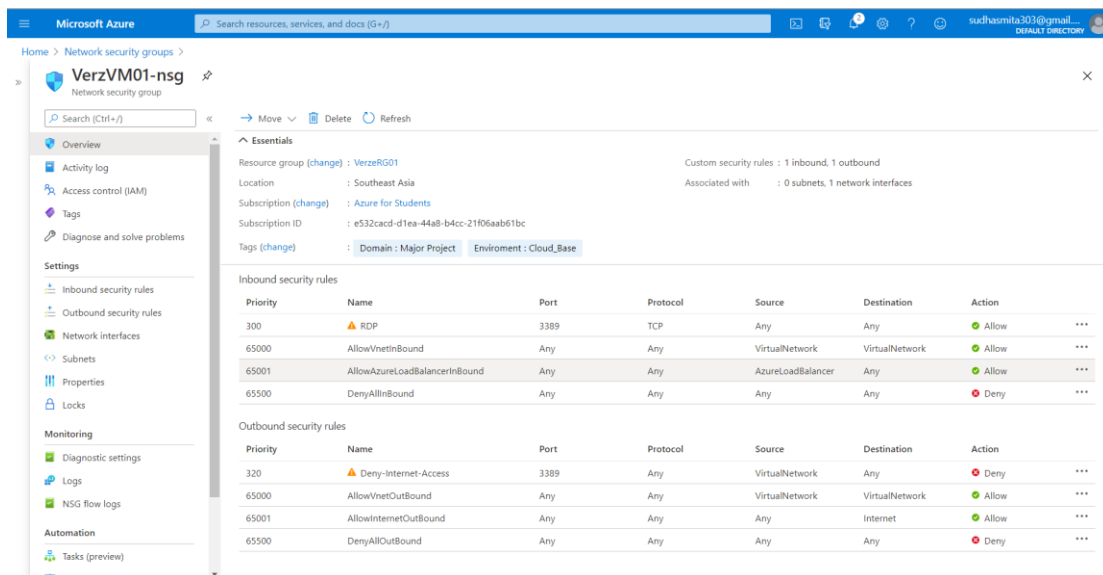 Microsoft Azure
Search resources, services, and docs (G+/)
2
sudhasmita303@gmail....
DEFAULT DIRECTORY
Home > Network security groups >
VerzVM01-nsg
Network security group
Search (Ctrl+/)
Overview
Activity log
Access control (IAM)
Tags
Diagnose and solve problems
Settings
Inbound security rules
Outbound security rules
Network interfaces
Subnets
Properties
Locks
Monitoring
Diagnostic settings
Logs
NSG flow logs
Automation
Tasks (preview)
Move Delete Refresh
Essentials
Resource group (change) : VerzeRG01
Location : Southeast Asia
Subscription (change) : Azure for Students
Subscription ID : e532cacd-d1ea-44a8-b4cc-21f06aab61bc
Tags (change) : Domain : Major Project Enviroment : Cloud_Base
Custom security rules : 1 inbound, 1 outbound
Associated with : 0 subnets, 1 network interfaces
Inbound security rules
Priority Name Port Protocol Source Destination Action
300 RDP 3389 TCP Any Any Allow
65000 AllowVnetInBound Any Any VirtualNetwork VirtualNetwork Allow
65001 AllowAzureLoadBalancerInBound Any Any AzureLoadBalancer Any Allow
65500 DenyAllInBound Any Any Any Any Deny
Outbound security rules
Priority Name Port Protocol Source Destination Action
320 Deny-Internet-Access 3389 Any VirtualNetwork Any Deny
65000 AllowVnetOutBound Any Any VirtualNetwork VirtualNetwork Allow
65001 AllowInternetOutBound Any Any Any Internet Allow
65500 DenyAllOutBound Any Any Any Any Deny